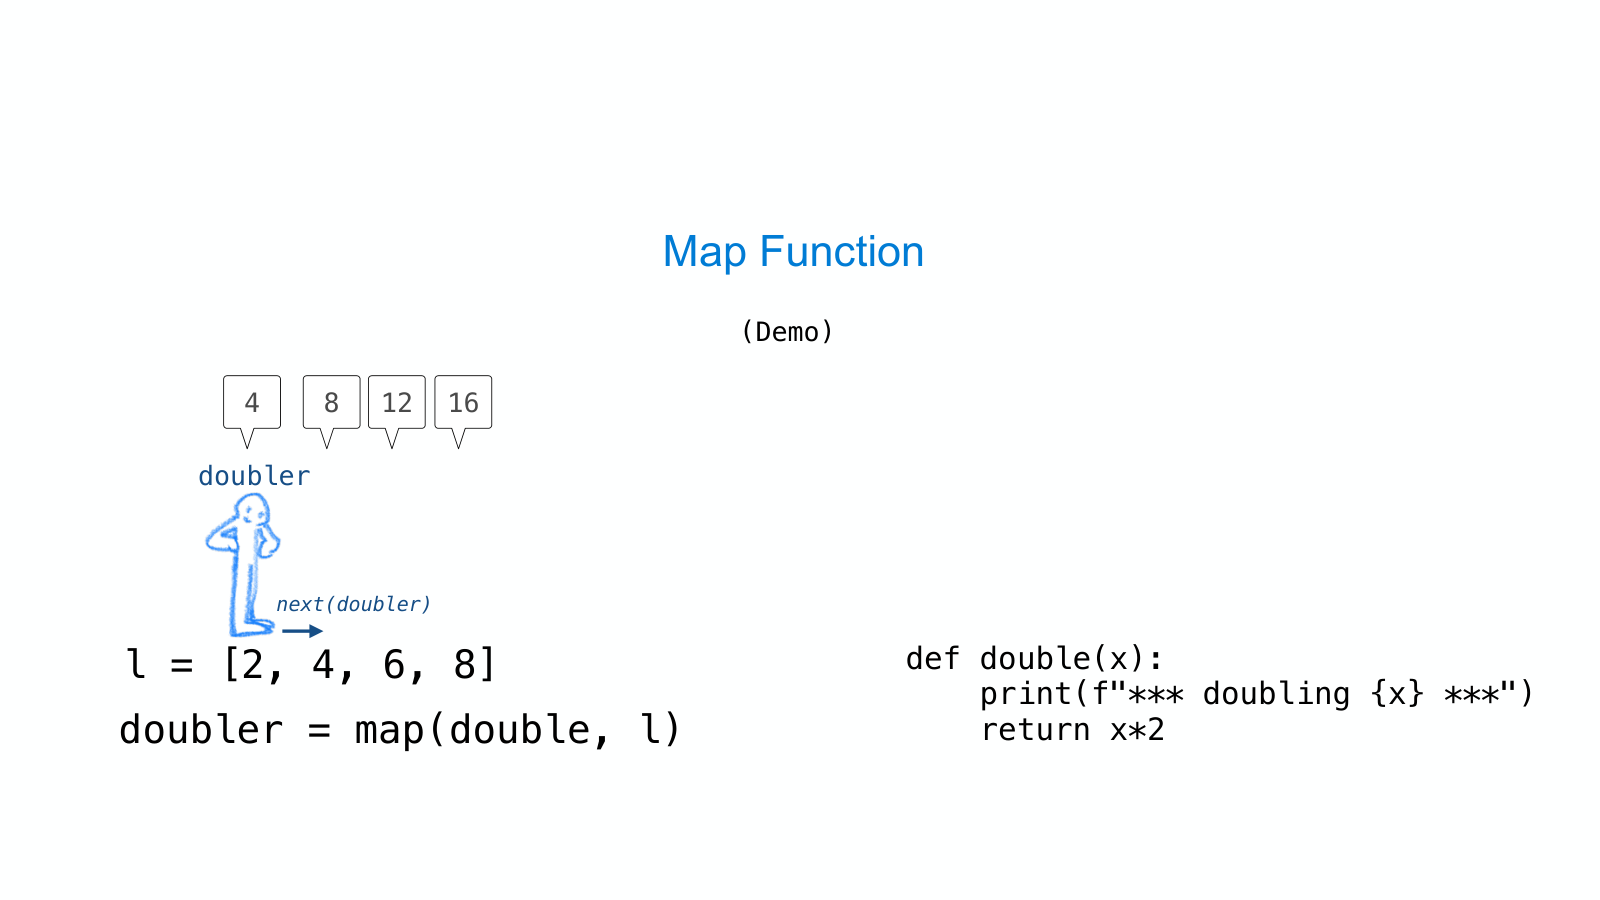 Map Function
(Demo)
4 8 12 16
doubler
next(doubler)
l = [2, 4, 6, 8]
doubler = map(double, l)
def double(x):
    print(f"*** doubling {x} ***")
    return x*2